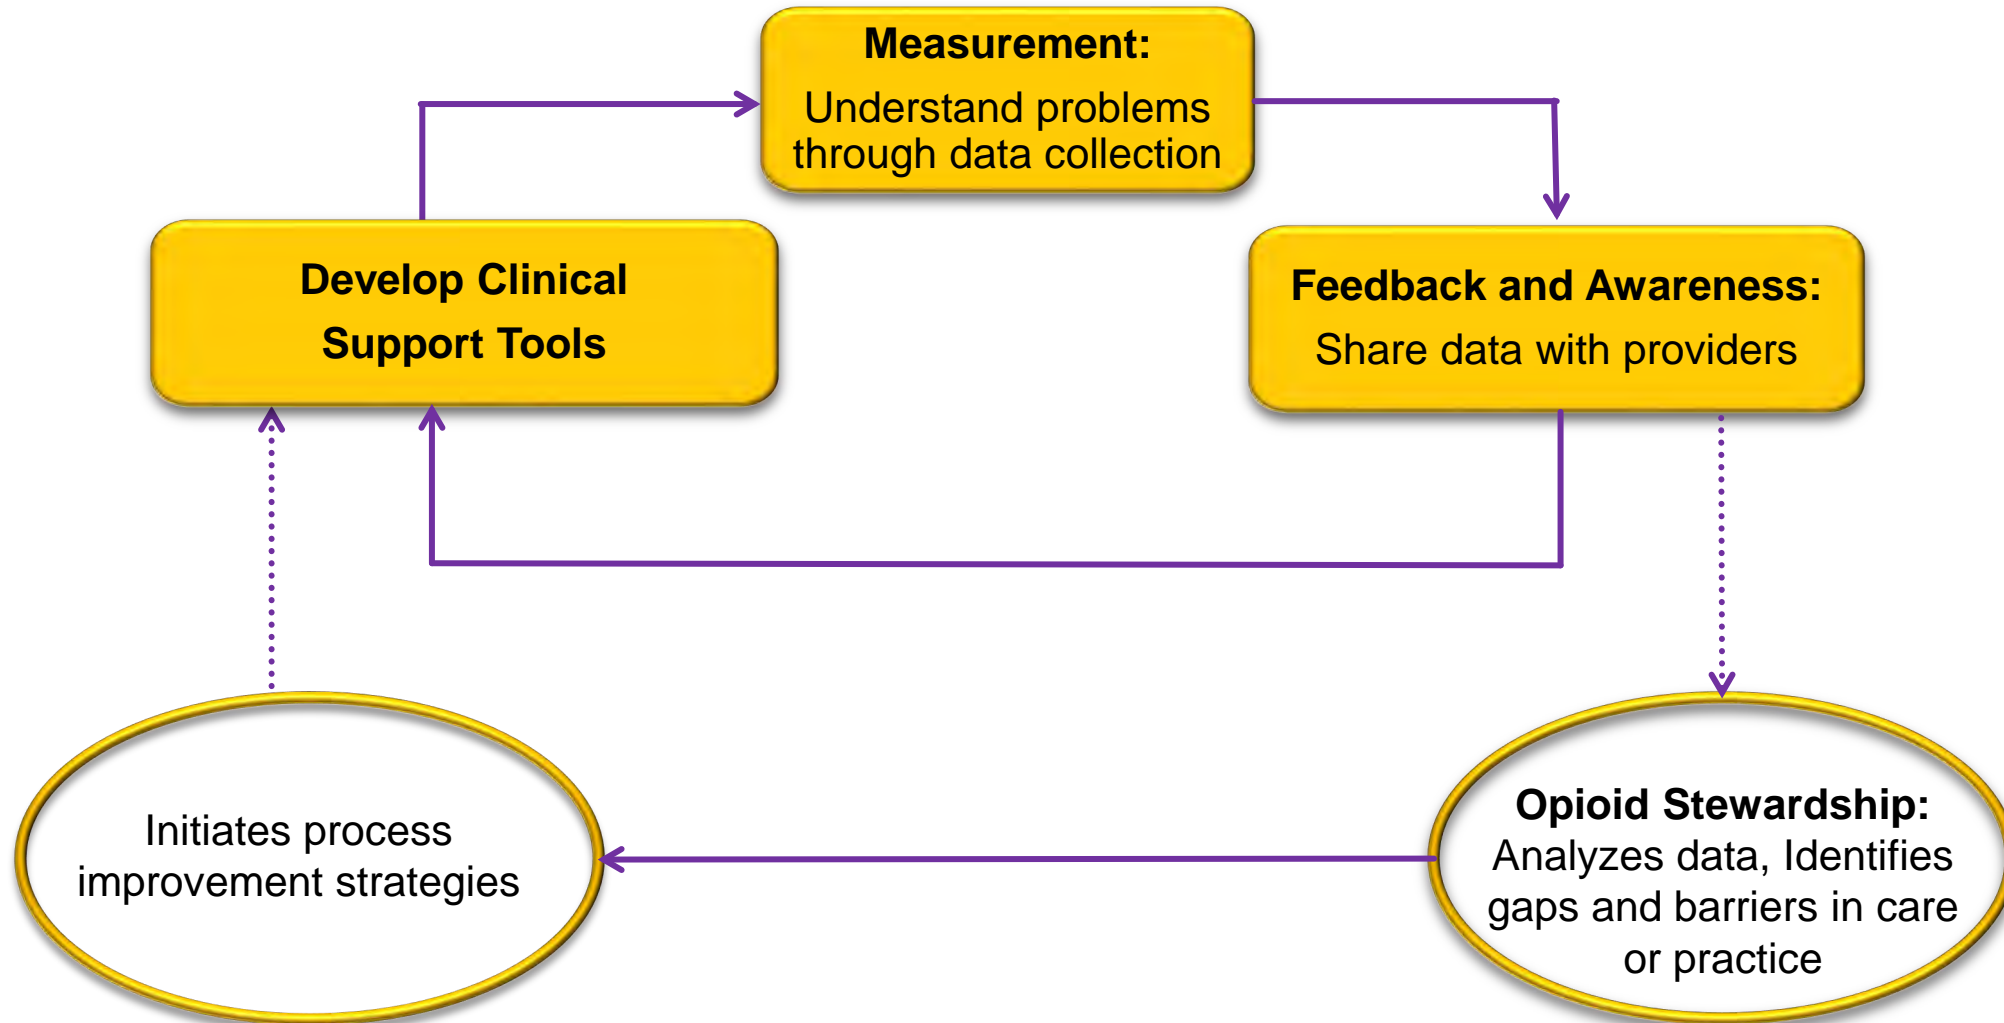 Measurement:
Understand problems
through data collection
Develop Clinical
Support Tools
Feedback and Awareness:
Share data with providers
Initiates process
improvement strategies
Opioid Stewardship:
Analyzes data, Identifies
gaps and barriers in care
or practice